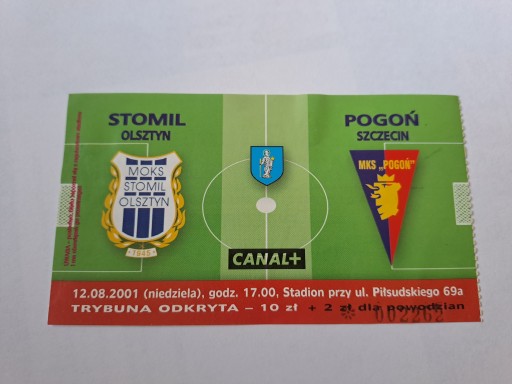 STOMIL
OLSZTYN
POGOŃ
SZCZECIN
MOKS
STOMIL
OLSZTYN
1945
MKS „POGOŃ"
CANAL+
12.08.2001 (niedziela), godz. 17.00, Stadion przy ul. Piłsudskiego 69a
TRYBUNA ODKRYTA – 10 zł + 2 zł dla powodzian
002262